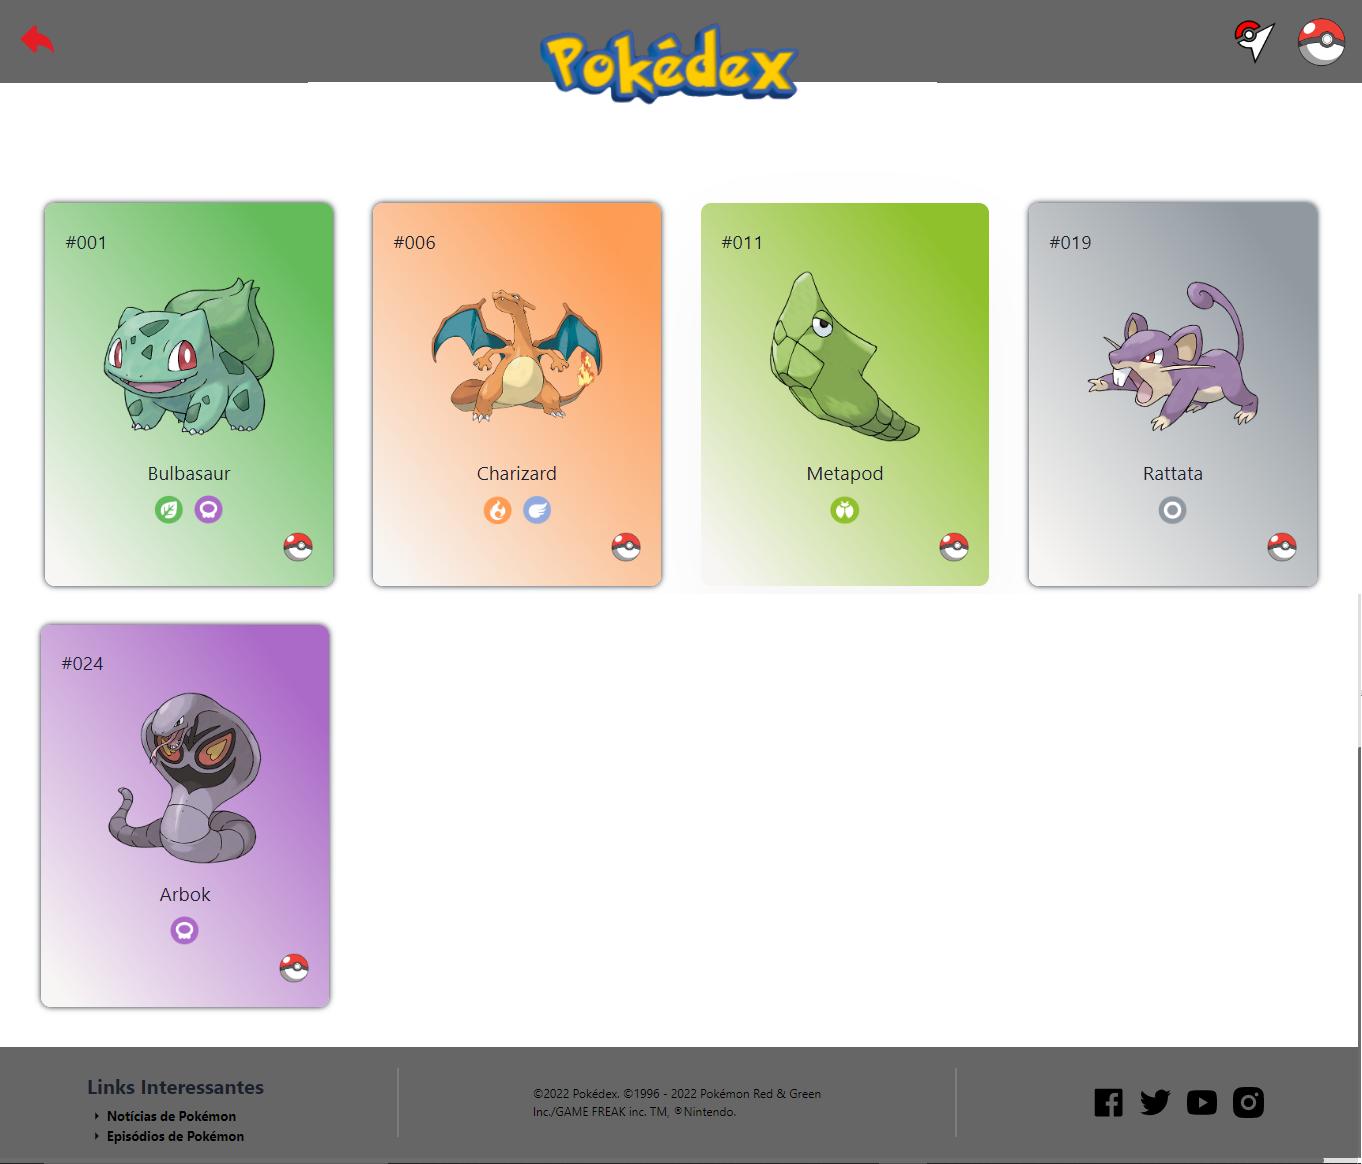 Pokédex
#001
Bulbasaur
#006
Charizard
#011
Metapod
#019
Rattata
#024
Arbok
Links Interessantes
Notícias de Pokémon
Episódios de Pokémon
©2022 Pokédex. ©1996 - 2022 Pokémon Red & Green
Inc./GAME FREAK inc. TM, ®Nintendo.